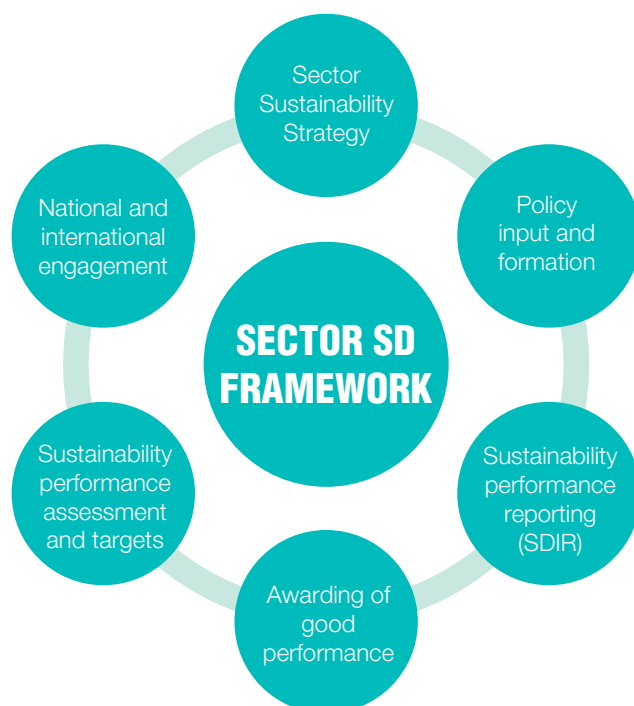 Sector
Sustainability
Strategy
National and
international
engagement
Policy
input and
formation
SECTOR SD
FRAMEWORK
Sustainability
performance
assessment
and targets
Sustainability
performance
reporting
(SDIR)
Awarding of
good
performance